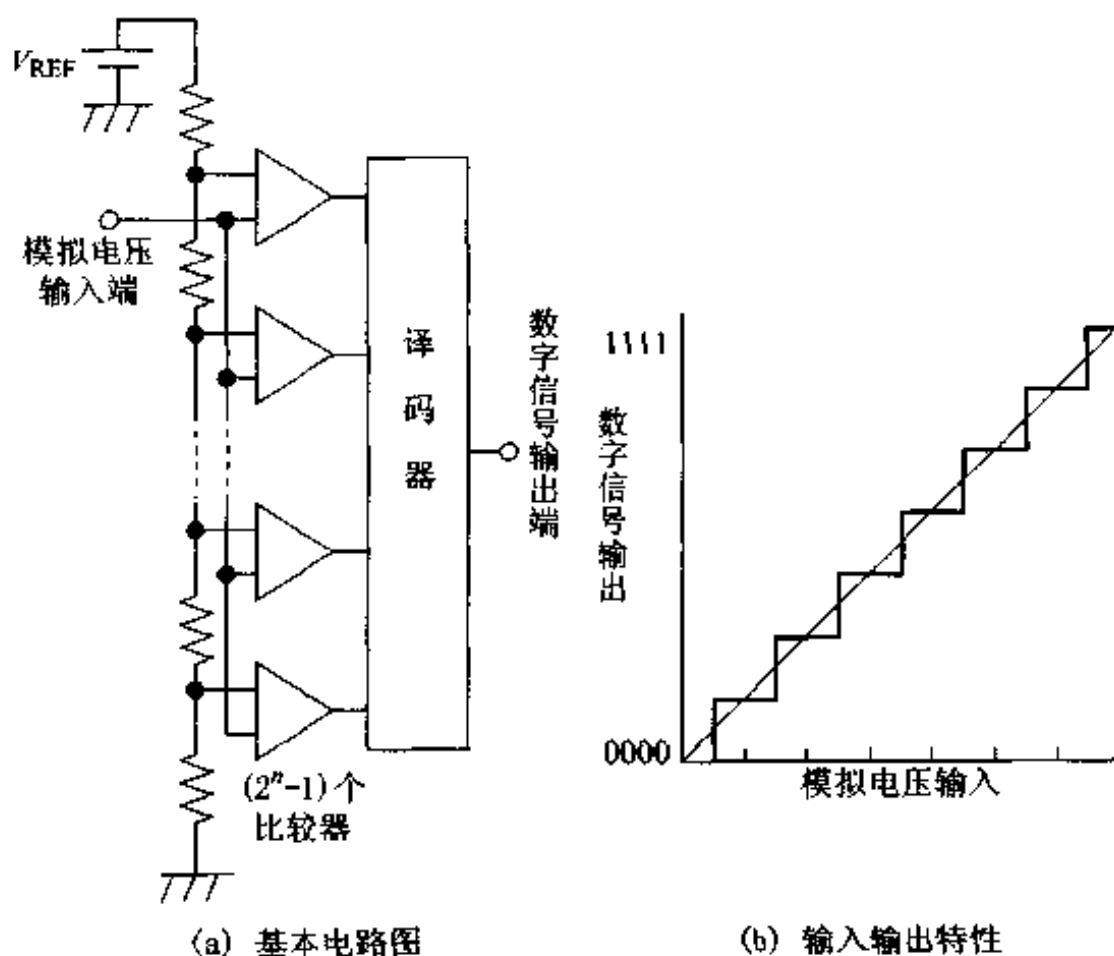 VREF
模拟电压
输入端
译码器
数字信号输出端
(2ⁿ-1)个
比较器
(a) 基本电路图
1111
数字信号输出
0000
模拟电压输入
(b) 输入输出特性